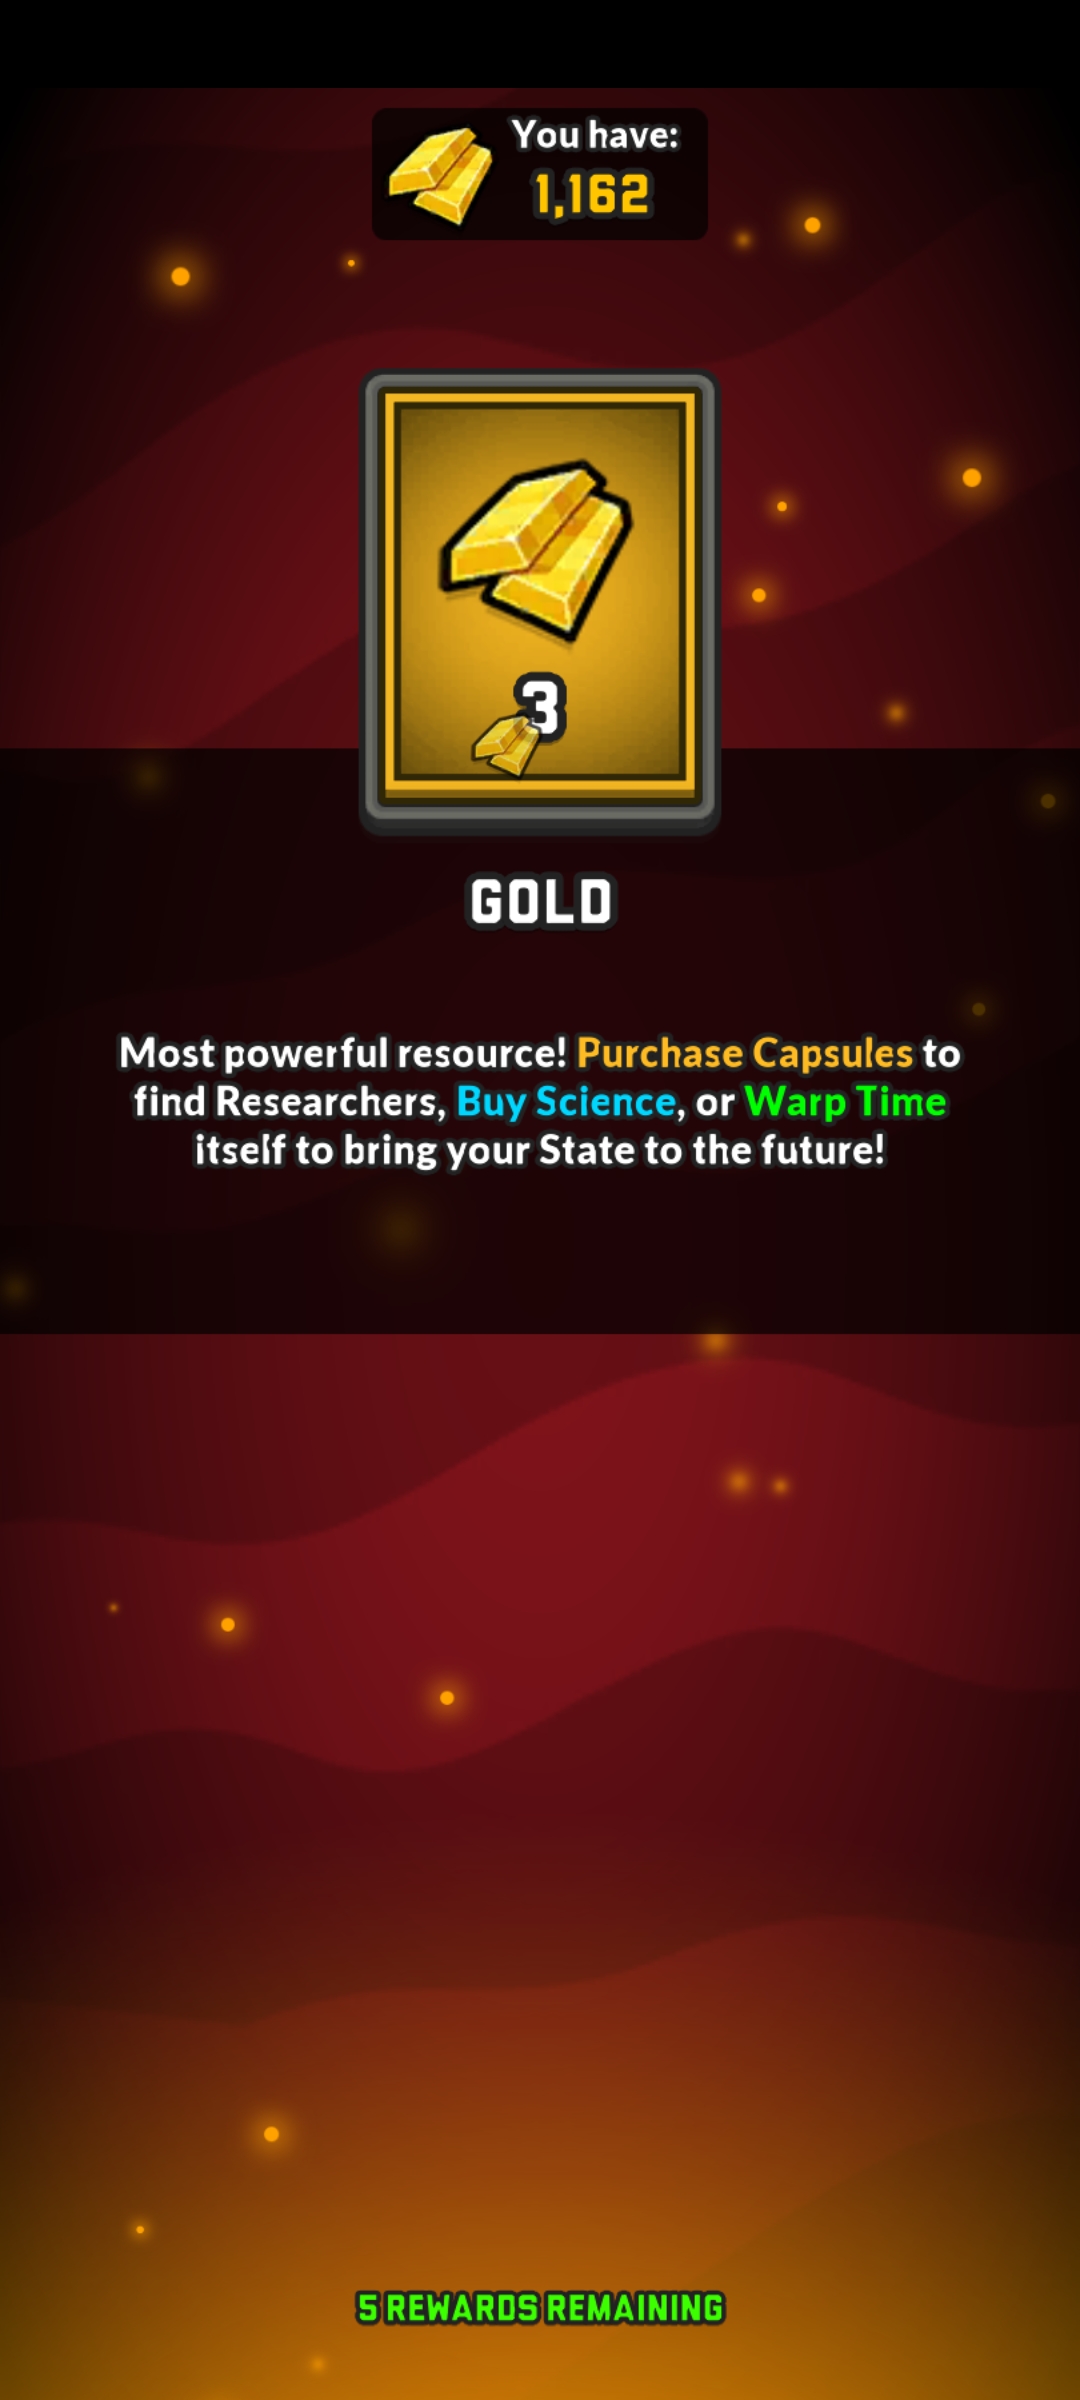 You have:
1,162
3
GOLD
Most powerful resource! Purchase Capsules to
find Researchers, Buy Science, or Warp Time
itself to bring your State to the future!
5 REWARDS REMAINING